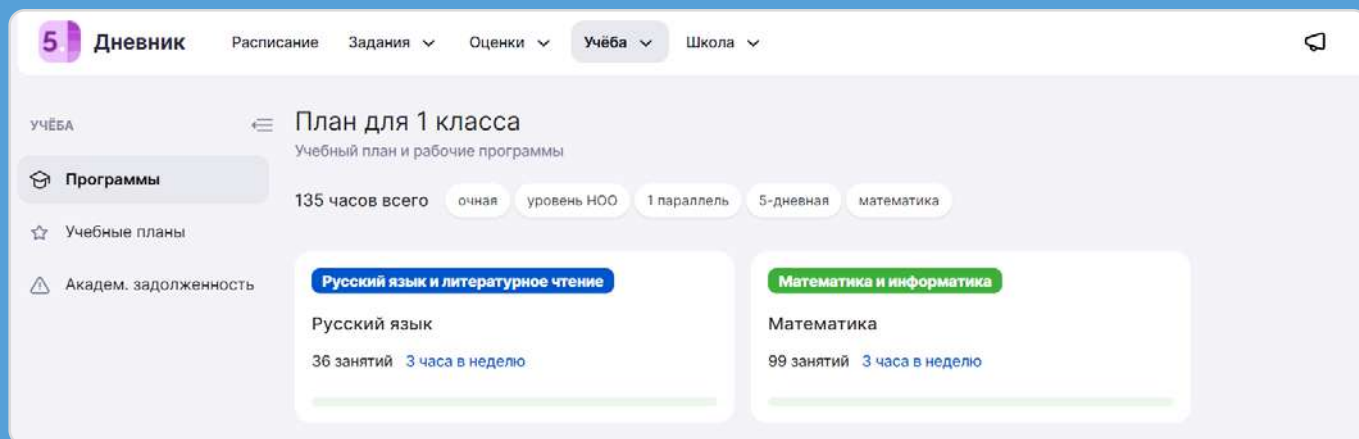 5. Дневник Расписание Задания Оценки Учёба Школа
УЧЁБА
Программы
Учебные планы
Академ. задолженность
План для 1 класса
Учебный план и рабочие программы
135 часов всего очная уровень НОО 1 параллель 5-дневная математика
Русский язык и литературное чтение
Русский язык
36 занятий 3 часа в неделю
Математика и информатика
Математика
99 занятий 3 часа в неделю